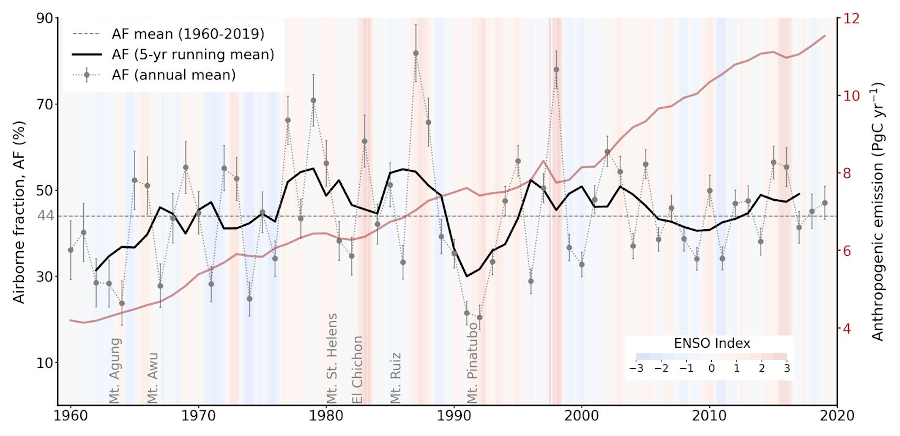 90
70
50
44
30
10
Airborne fraction, AF (%)
AF mean (1960-2019)
AF (5-yr running mean)
AF (annual mean)
12
10
8
6
4
Anthropogenic emission (PgC yr⁻¹)
Mt. Agung
Mt. Awu
Mt. St. Helens
El Chichon
Mt. Ruiz
Mt. Pinatubo
ENSO Index
−3 −2 −1 0 1 2 3
1960 1970 1980 1990 2000 2010 2020